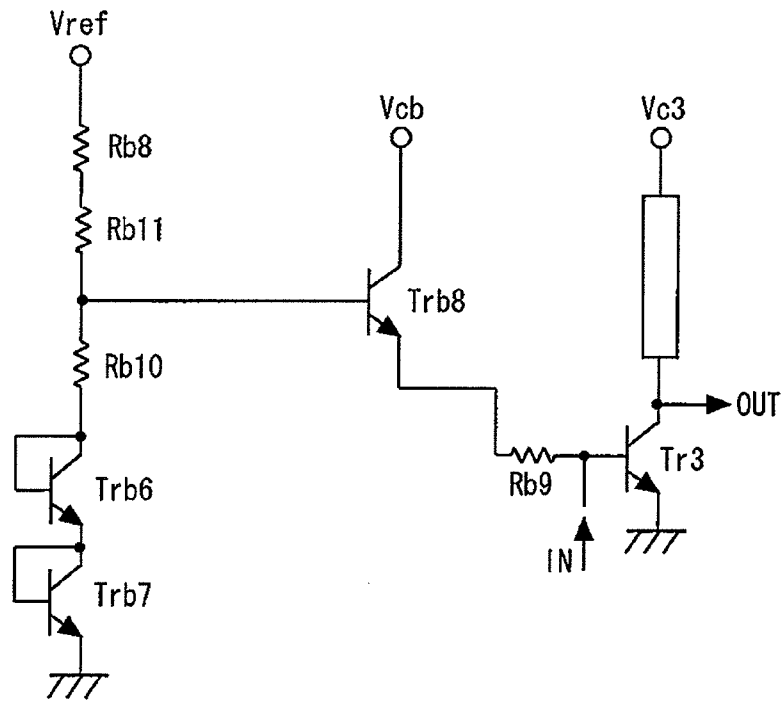 Vref
Vcb
Vc3
Rb8
Rb11
Trb8
Rb10
OUT
Tr3
Rb9
Trb6
IN
Trb7